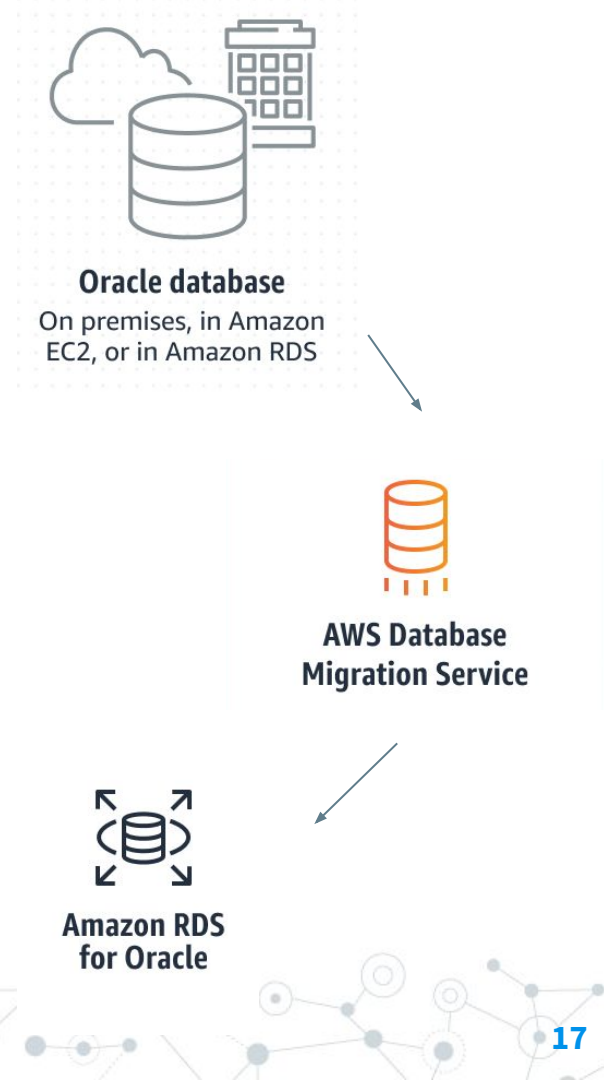 Oracle database
On premises, in Amazon
EC2, or in Amazon RDS
AWS Database
Migration Service
Amazon RDS
for Oracle
17